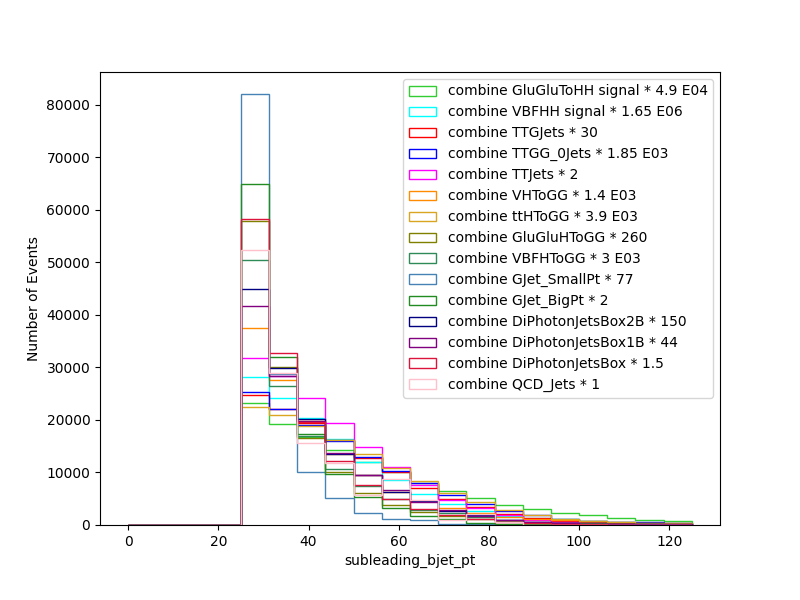 80000
70000
60000
50000
40000
30000
20000
10000
0
Number of Events
0 20 40 60 80 100 120
subleading_bjet_pt
combine GluGluToHH signal * 4.9 E04
combine VBFHH signal * 1.65 E06
combine TTGJets * 30
combine TTGG_0Jets * 1.85 E03
combine TTJets * 2
combine VHToGG * 1.4 E03
combine ttHToGG * 3.9 E03
combine GluGluHToGG * 260
combine VBFHToGG * 3 E03
combine GJet_SmallPt * 77
combine GJet_BigPt * 2
combine DiPhotonJetsBox2B * 150
combine DiPhotonJetsBox1B * 44
combine DiPhotonJetsBox * 1.5
combine QCD_Jets * 1